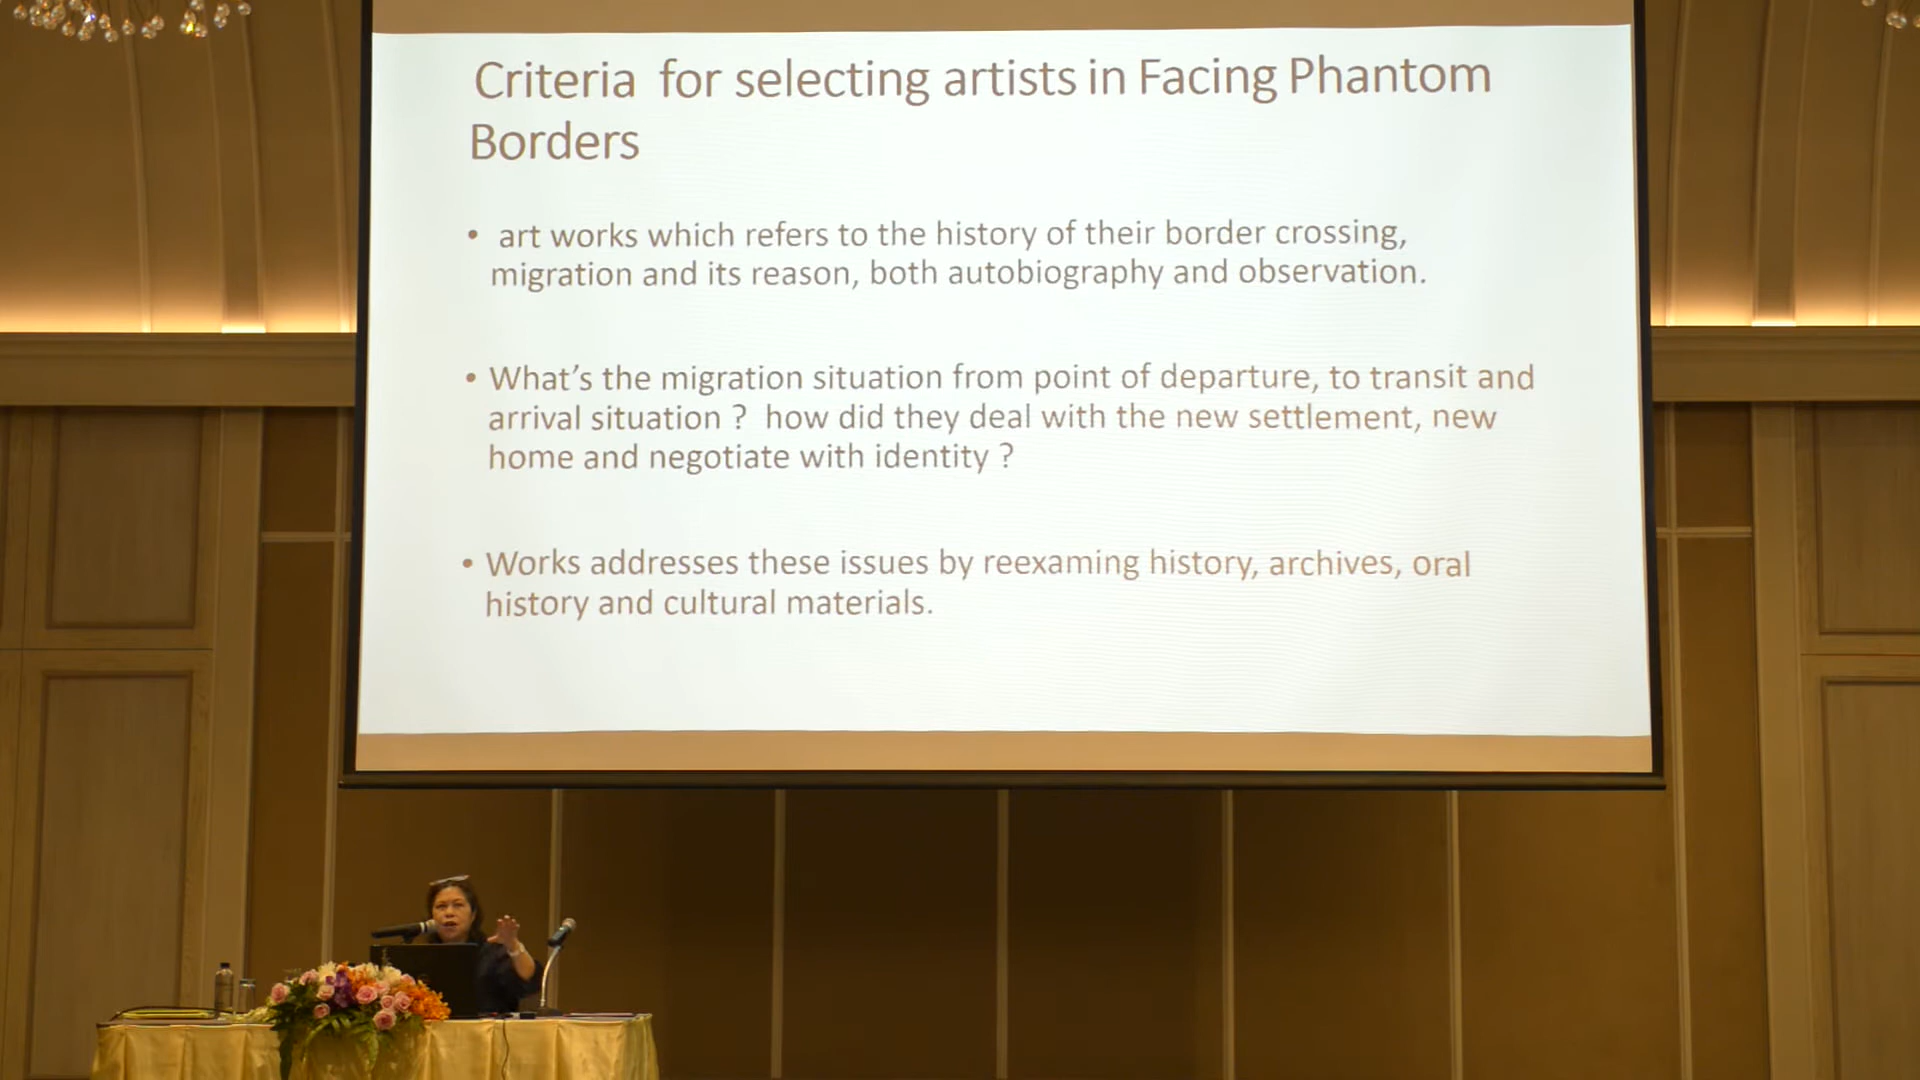 Criteria for selecting artists in Facing Phantom
Borders
• art works which refers to the history of their border crossing,
migration and its reason, both autobiography and observation.
• What's the migration situation from point of departure, to transit and
arrival situation ? how did they deal with the new settlement, new
home and negotiate with identity ?
• Works addresses these issues by reexaming history, archives, oral
history and cultural materials.